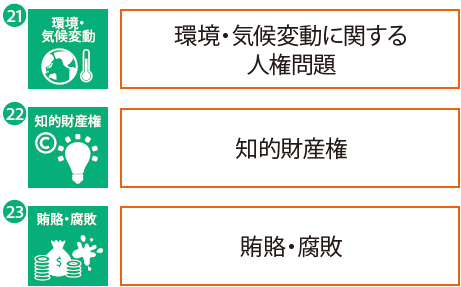 21
環境・
気候変動
環境・気候変動に関する
人権問題
22
知的財産権
©
知的財産権
23
賄賂・腐敗
$
賄賂・腐敗